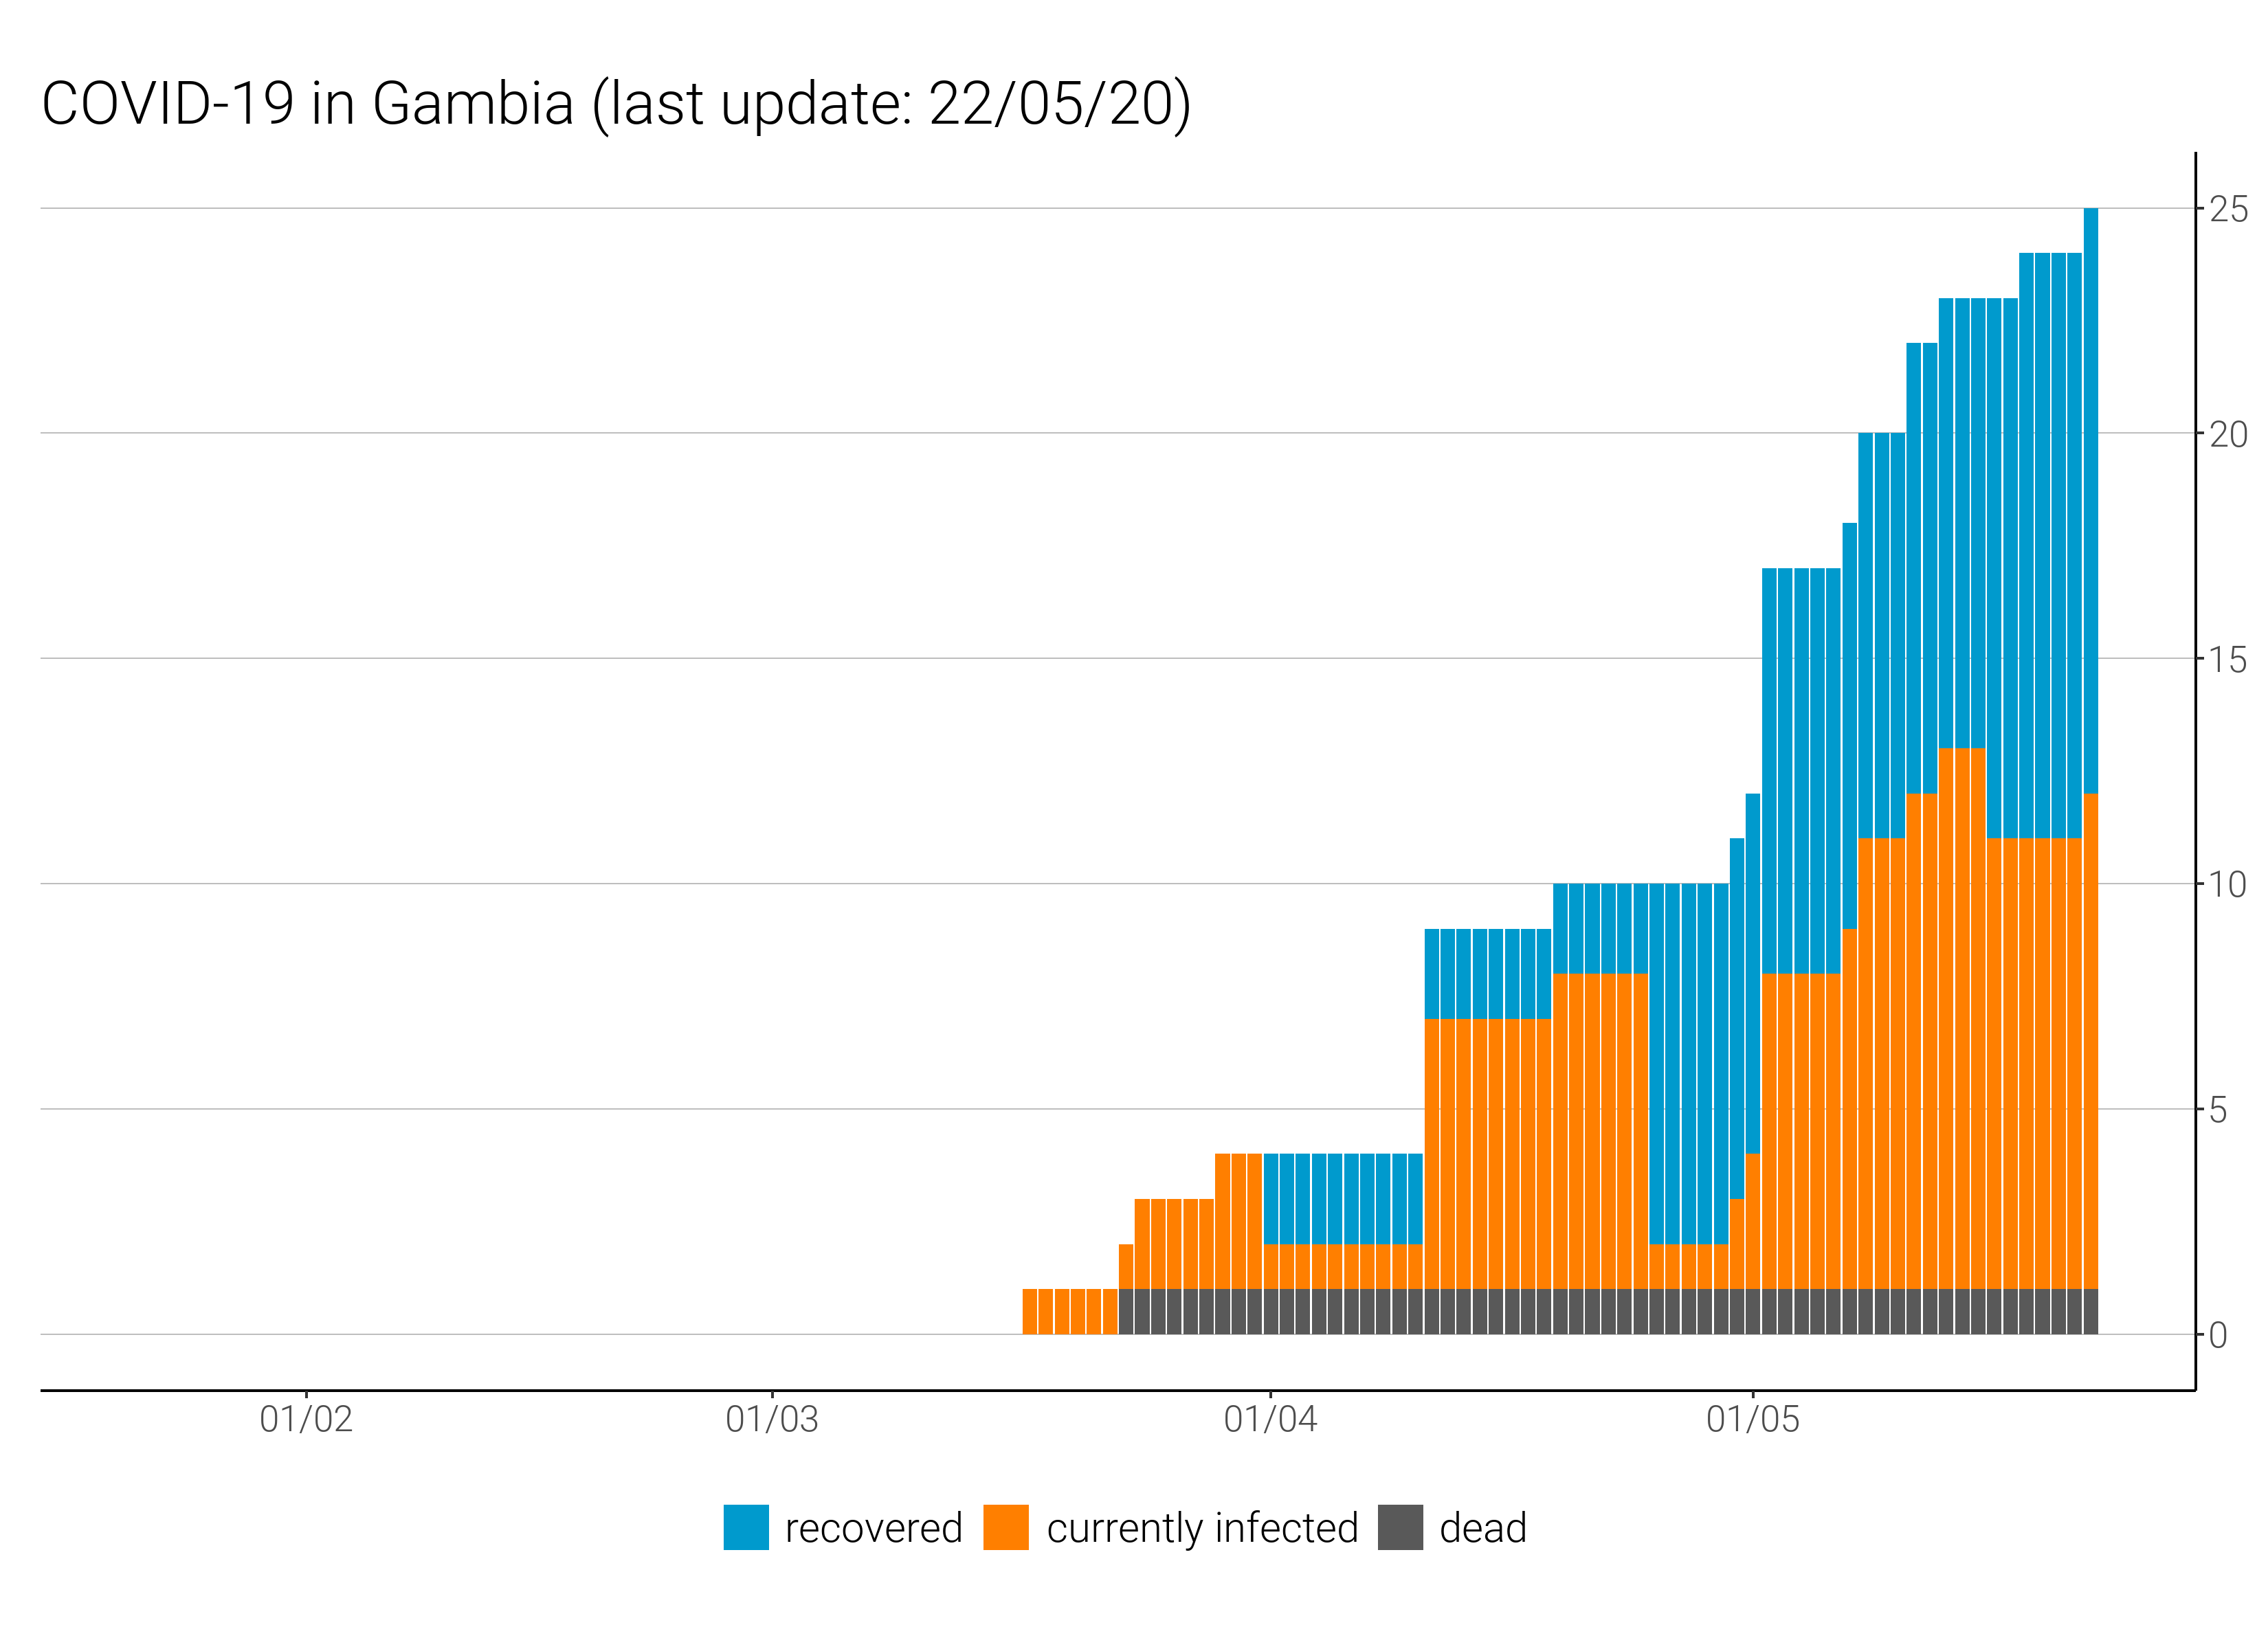 COVID-19 in Gambia (last update: 22/05/20)
25
20
15
10
5
0
01/02 01/03 01/04 01/05
recovered currently infected dead